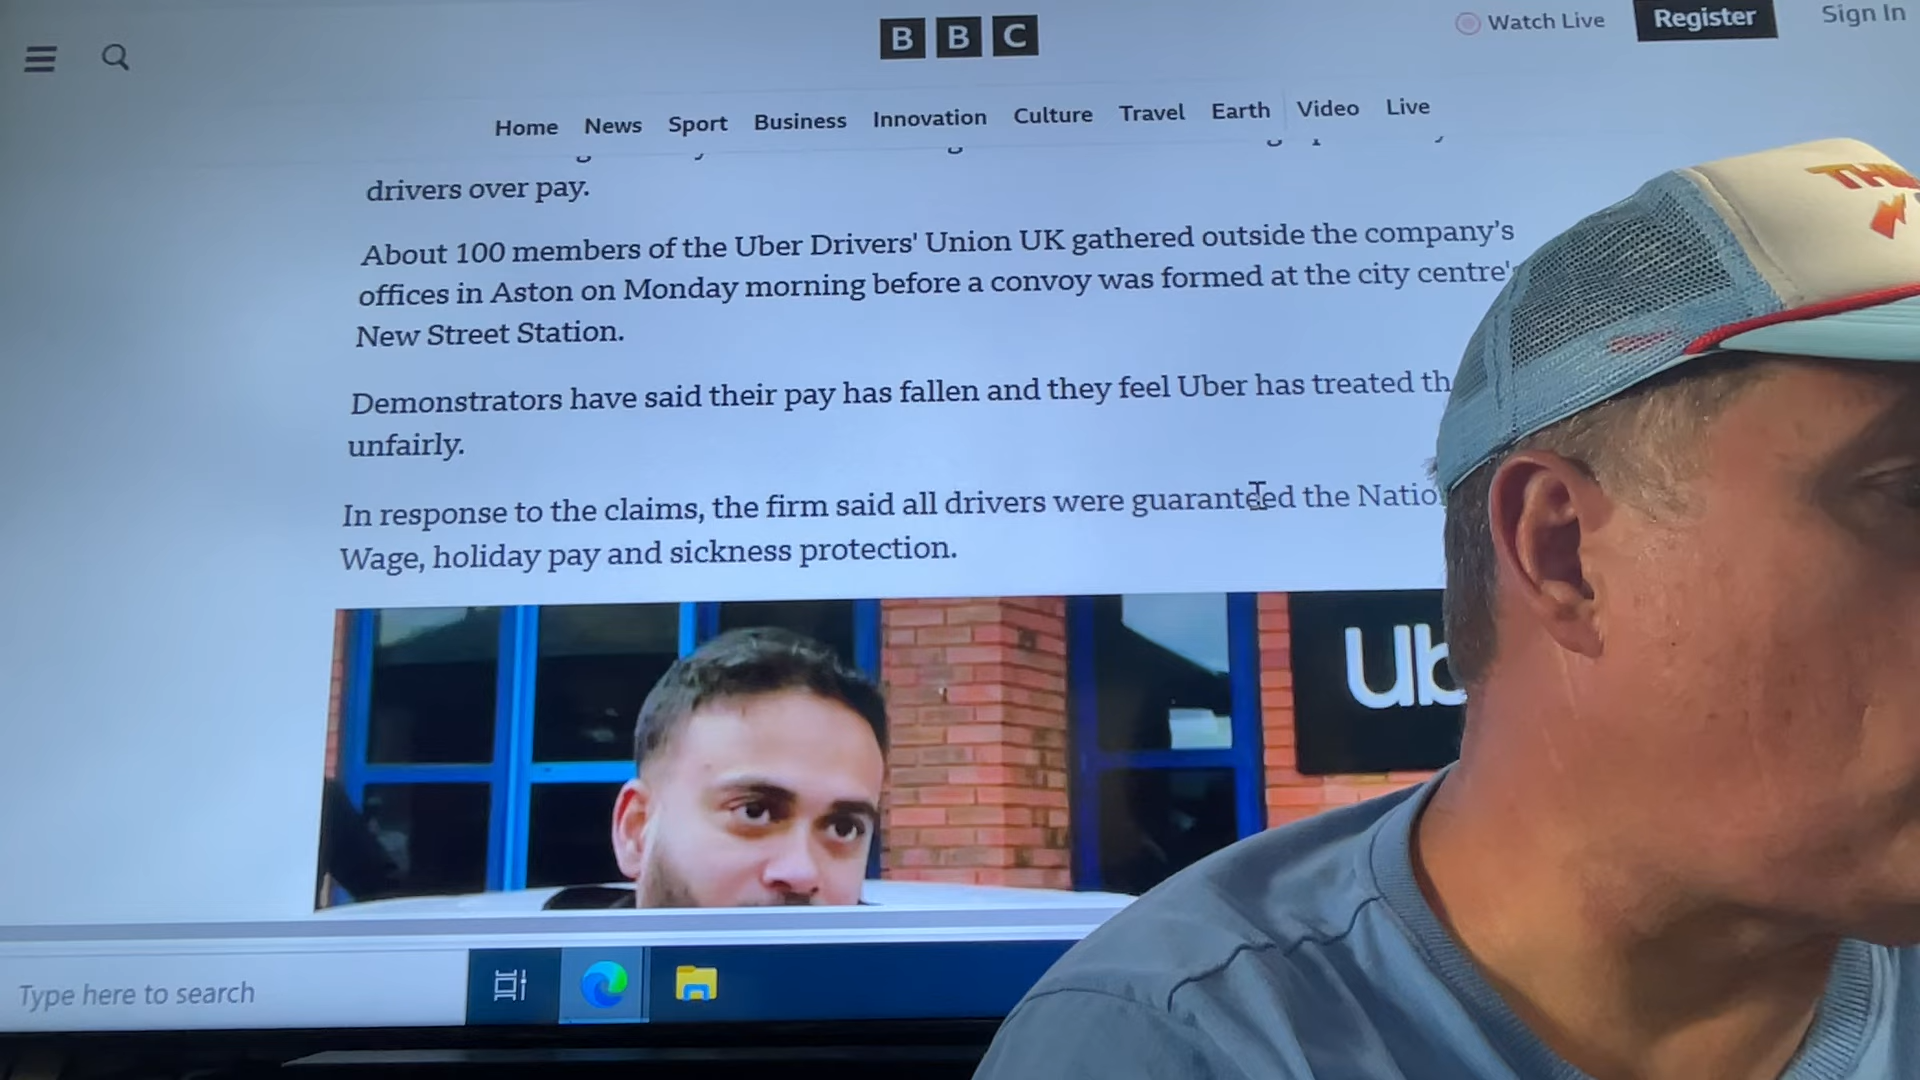 BBC
Watch Live
Register
Sign In
Home News Sport Business Innovation Culture Travel Earth Video Live
drivers over pay.
About 100 members of the Uber Drivers' Union UK gathered outside the company's
offices in Aston on Monday morning before a convoy was formed at the city centre's
New Street Station.
Demonstrators have said their pay has fallen and they feel Uber has treated
unfairly.
In response to the claims, the firm said all drivers were guaranteed the
Wage, holiday pay and sickness protection.
Type here to search